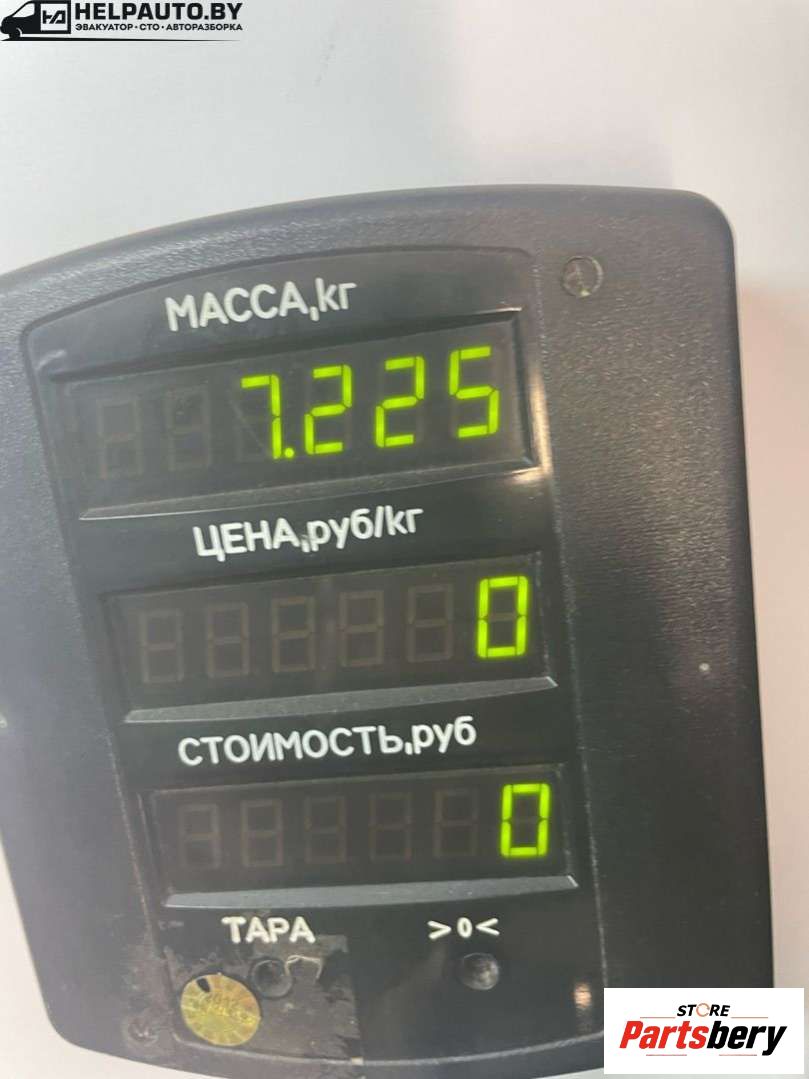 HELPAUTO.BY
ЭВАКУАТОР • СТО • АВТОРАЗБОРКА
МАССА,кг
7.225
ЦЕНА,руб/кг
0
СТОИМОСТЬ,руб
0
ТАРА >0<
STORE
Partsbery